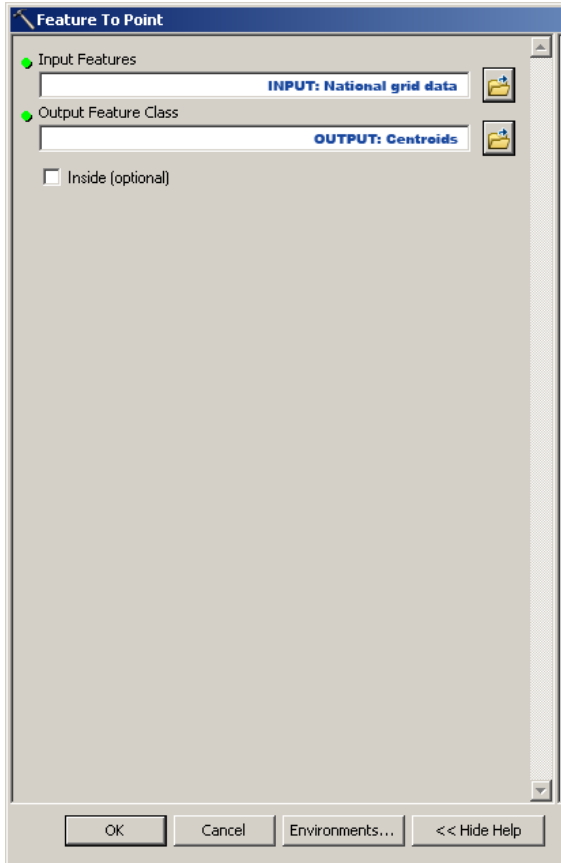 Feature To Point
Input Features
INPUT: National grid data
Output Feature Class
OUTPUT: Centroids
Inside (optional)
OK Cancel Environments... << Hide Help